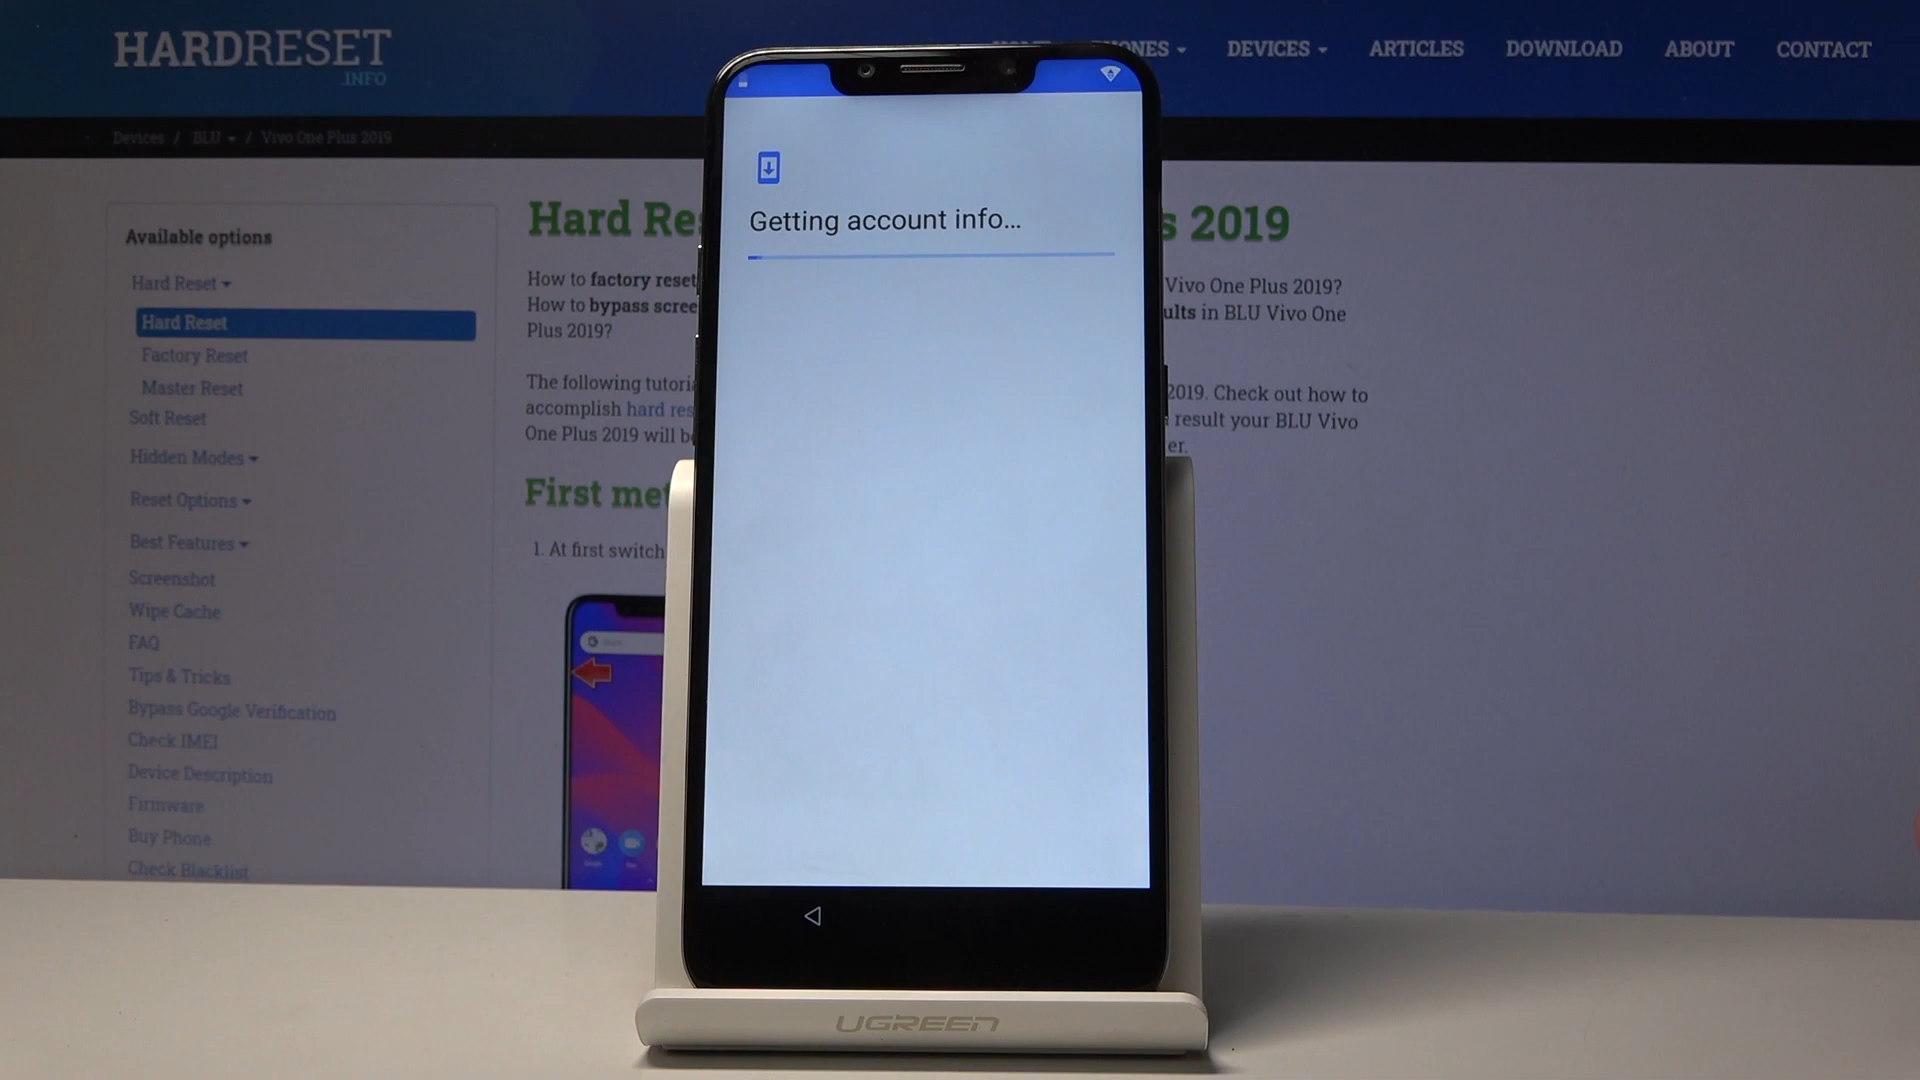 HARDRESET
.INFO
PHONES
DEVICES
ARTICLES
DOWNLOAD
ABOUT
CONTACT
Devices / BLU / Vivo One Plus 2019
Available options
Hard Reset
Hard Reset
Factory Reset
Master Reset
Soft Reset
Hidden Modes
Reset Options
Best Features
Screenshot
Wipe Cache
FAQ
Tips & Tricks
Bypass Google Verification
Check IMEI
Device Description
Firmware
Buy Phone
Check Blacklist
Hard Res
s 2019
How to factory reset
Vivo One Plus 2019?
How to bypass scree
ults in BLU Vivo One
Plus 2019?
The following tutoria
2019. Check out how to
accomplish hard res
result your BLU Vivo
One Plus 2019 will be
er.
First met
1. At first switch
Getting account info...
UGREEN